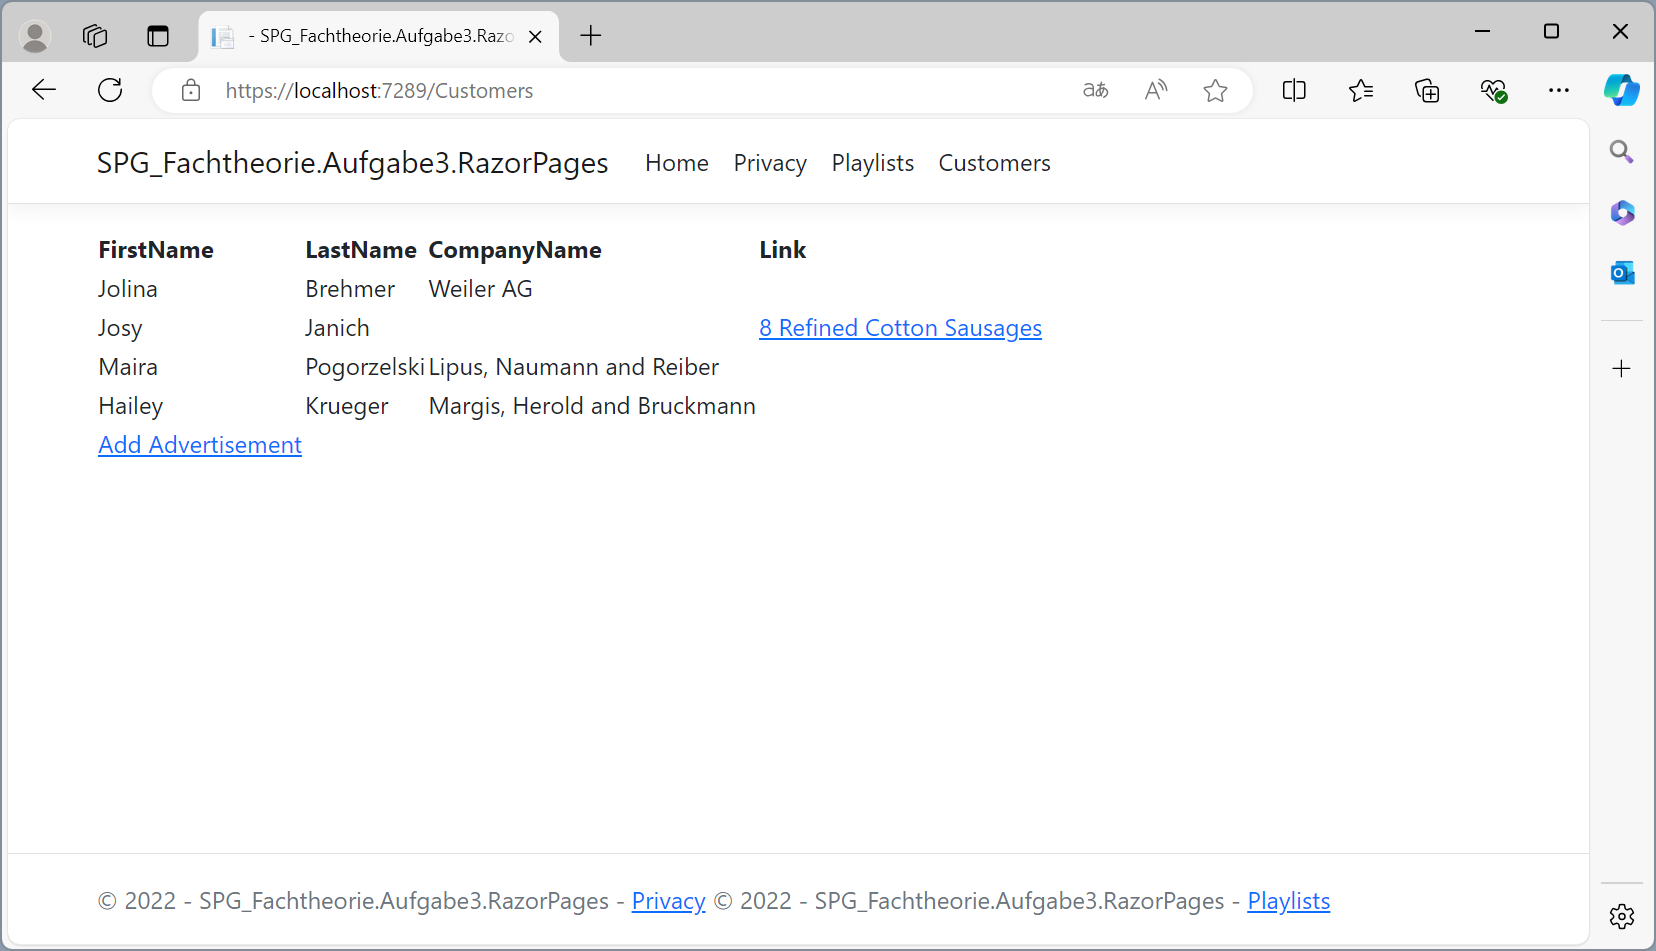 - SPG_Fachtheorie.Aufgabe3.Razo
https://localhost:7289/Customers
SPG_Fachtheorie.Aufgabe3.RazorPages Home Privacy Playlists Customers
FirstName LastName CompanyName Link
Jolina Brehmer Weiler AG
Josy Janich 8 Refined Cotton Sausages
Maira Pogorzelski Lipus, Naumann and Reiber
Hailey Krueger Margis, Herold and Bruckmann
Add Advertisement
© 2022 - SPG_Fachtheorie.Aufgabe3.RazorPages - Privacy © 2022 - SPG_Fachtheorie.Aufgabe3.RazorPages - Playlists